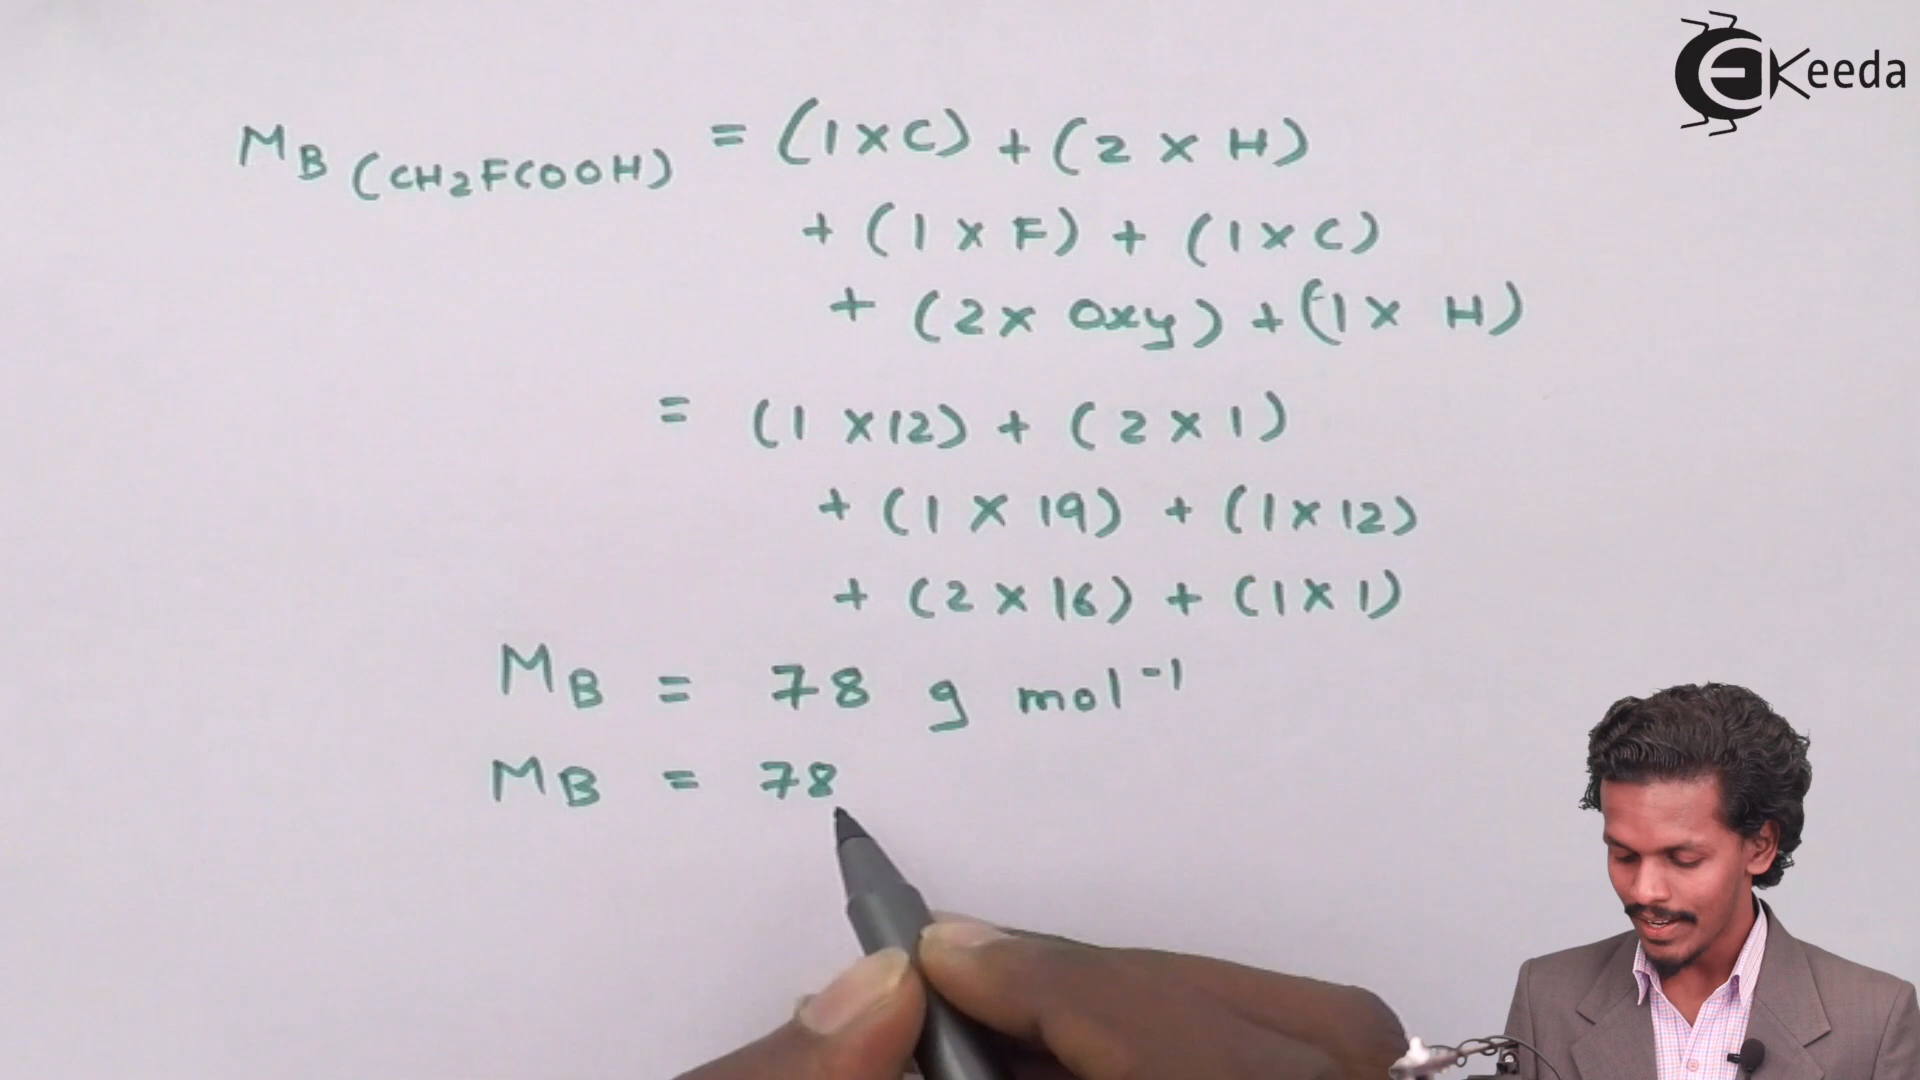 EKeeda
MB (CH2FCOOH) = (1×C) + (2 × H)
+ (1 × F) + (1×C)
+ (2× Oxy) + (1× H)
= (1 ×12) + (2×1)
+ (1 × 19) + (1×12)
+ (2×16) + (1×1)
MB = 78 g mol⁻¹
MB = 78